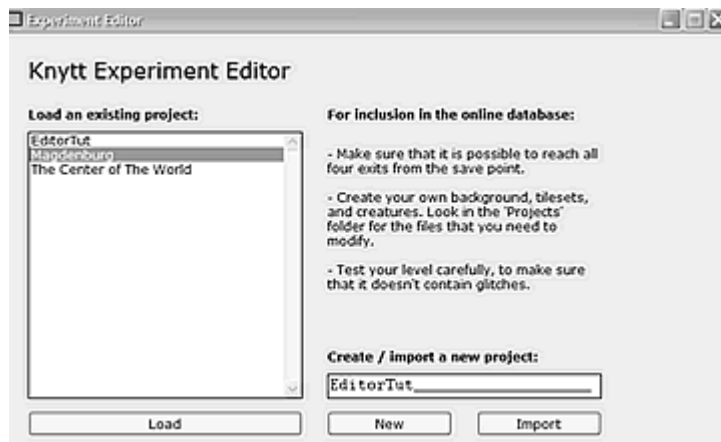 Experiment Editor
Knytt Experiment Editor
Load an existing project:
EditorTut
Magdenburg
The Center of The World
Load
For inclusion in the online database:
- Make sure that it is possible to reach all
four exits from the save point.
- Create your own background, tilesets,
and creatures. Look in the 'Projects'
folder for the files that you need to
modify.
- Test your level carefully, to make sure
that it doesn't contain glitches.
Create / import a new project:
EditorTut
New
Import